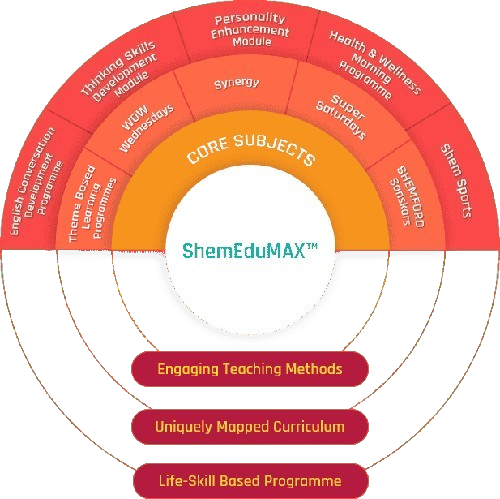 English Conversation
Development
Programme
Thinking Skills
Development
Module
Personality
Enhancement
Module
Health & Wellness
Morning
Programme
Shem Sports
Theme Based
Learning
Programmes
WOW
Wednesdays
Synergy
Super
Saturdays
SHEMFORD
Sanskars
CORE SUBJECTS
ShemEduMAX™
Engaging Teaching Methods
Uniquely Mapped Curriculum
Life-Skill Based Programme